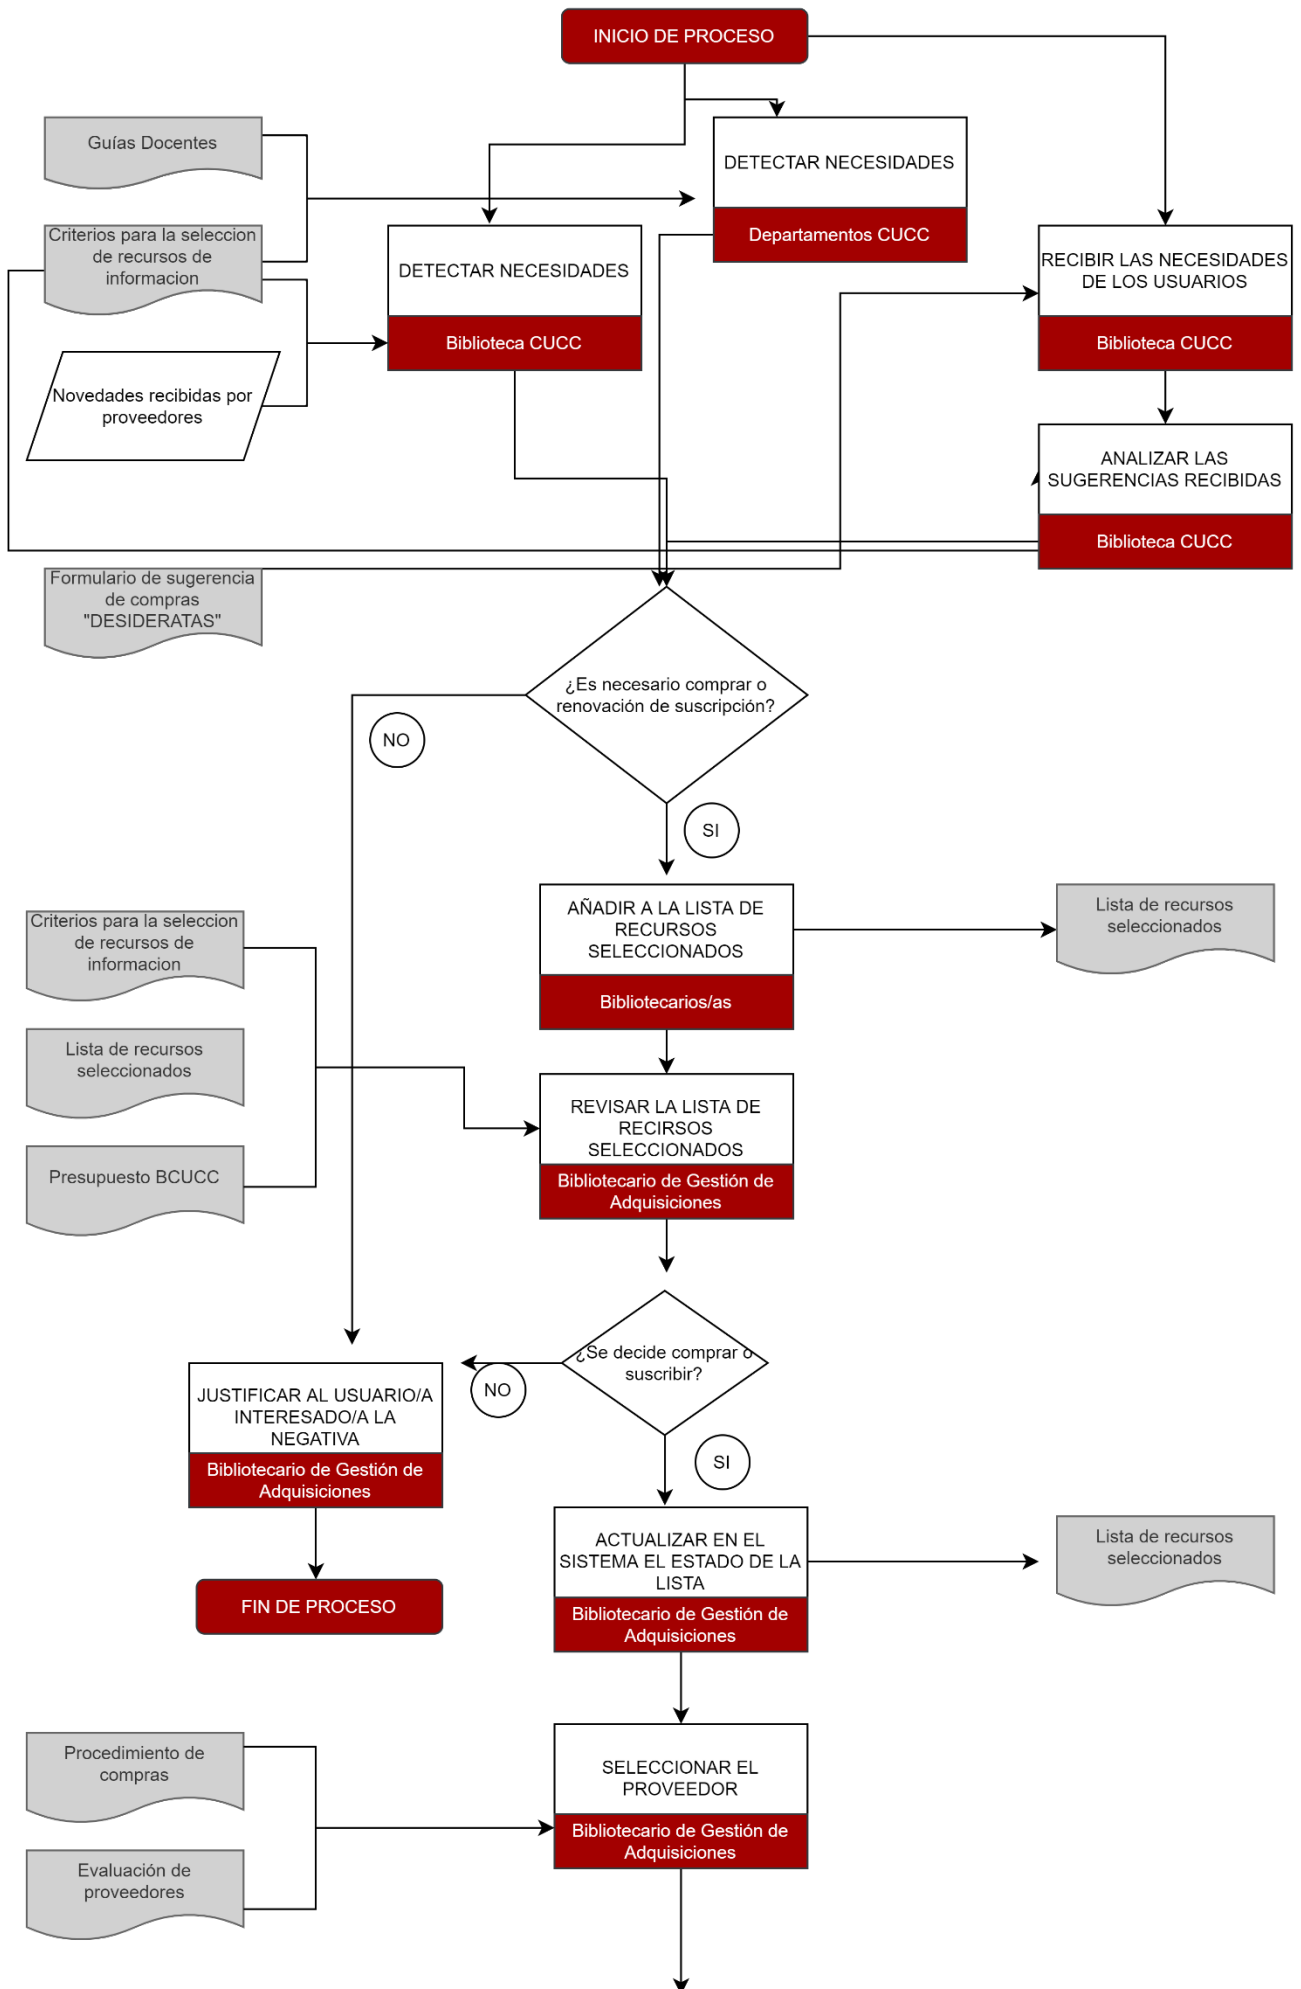 INICIO DE PROCESO
Guías Docentes
DETECTAR NECESIDADES
Departamentos CUCC
Criterios para la seleccion
de recursos de
informacion
DETECTAR NECESIDADES
Biblioteca CUCC
RECIBIR LAS NECESIDADES
DE LOS USUARIOS
Biblioteca CUCC
Novedades recibidas por
proveedores
ANALIZAR LAS
SUGERENCIAS RECIBIDAS
Biblioteca CUCC
Formulario de sugerencia
de compras
"DESIDERATAS"
¿Es necesario comprar o
renovación de suscripción?
NO
SI
AÑADIR A LA LISTA DE
RECURSOS
SELECCIONADOS
Bibliotecarios/as
Lista de recursos
seleccionados
Criterios para la seleccion
de recursos de
informacion
Lista de recursos
seleccionados
Presupuesto BCUCC
REVISAR LA LISTA DE
RECIRSOS
SELECCIONADOS
Bibliotecario de Gestión de
Adquisiciones
¿Se decide comprar o
suscribir?
NO
SI
JUSTIFICAR AL USUARIO/A
INTERESADO/A LA
NEGATIVA
Bibliotecario de Gestión de
Adquisiciones
FIN DE PROCESO
ACTUALIZAR EN EL
SISTEMA EL ESTADO DE LA
LISTA
Bibliotecario de Gestión de
Adquisiciones
Lista de recursos
seleccionados
Procedimiento de
compras
Evaluación de
proveedores
SELECCIONAR EL
PROVEEDOR
Bibliotecario de Gestión de
Adquisiciones